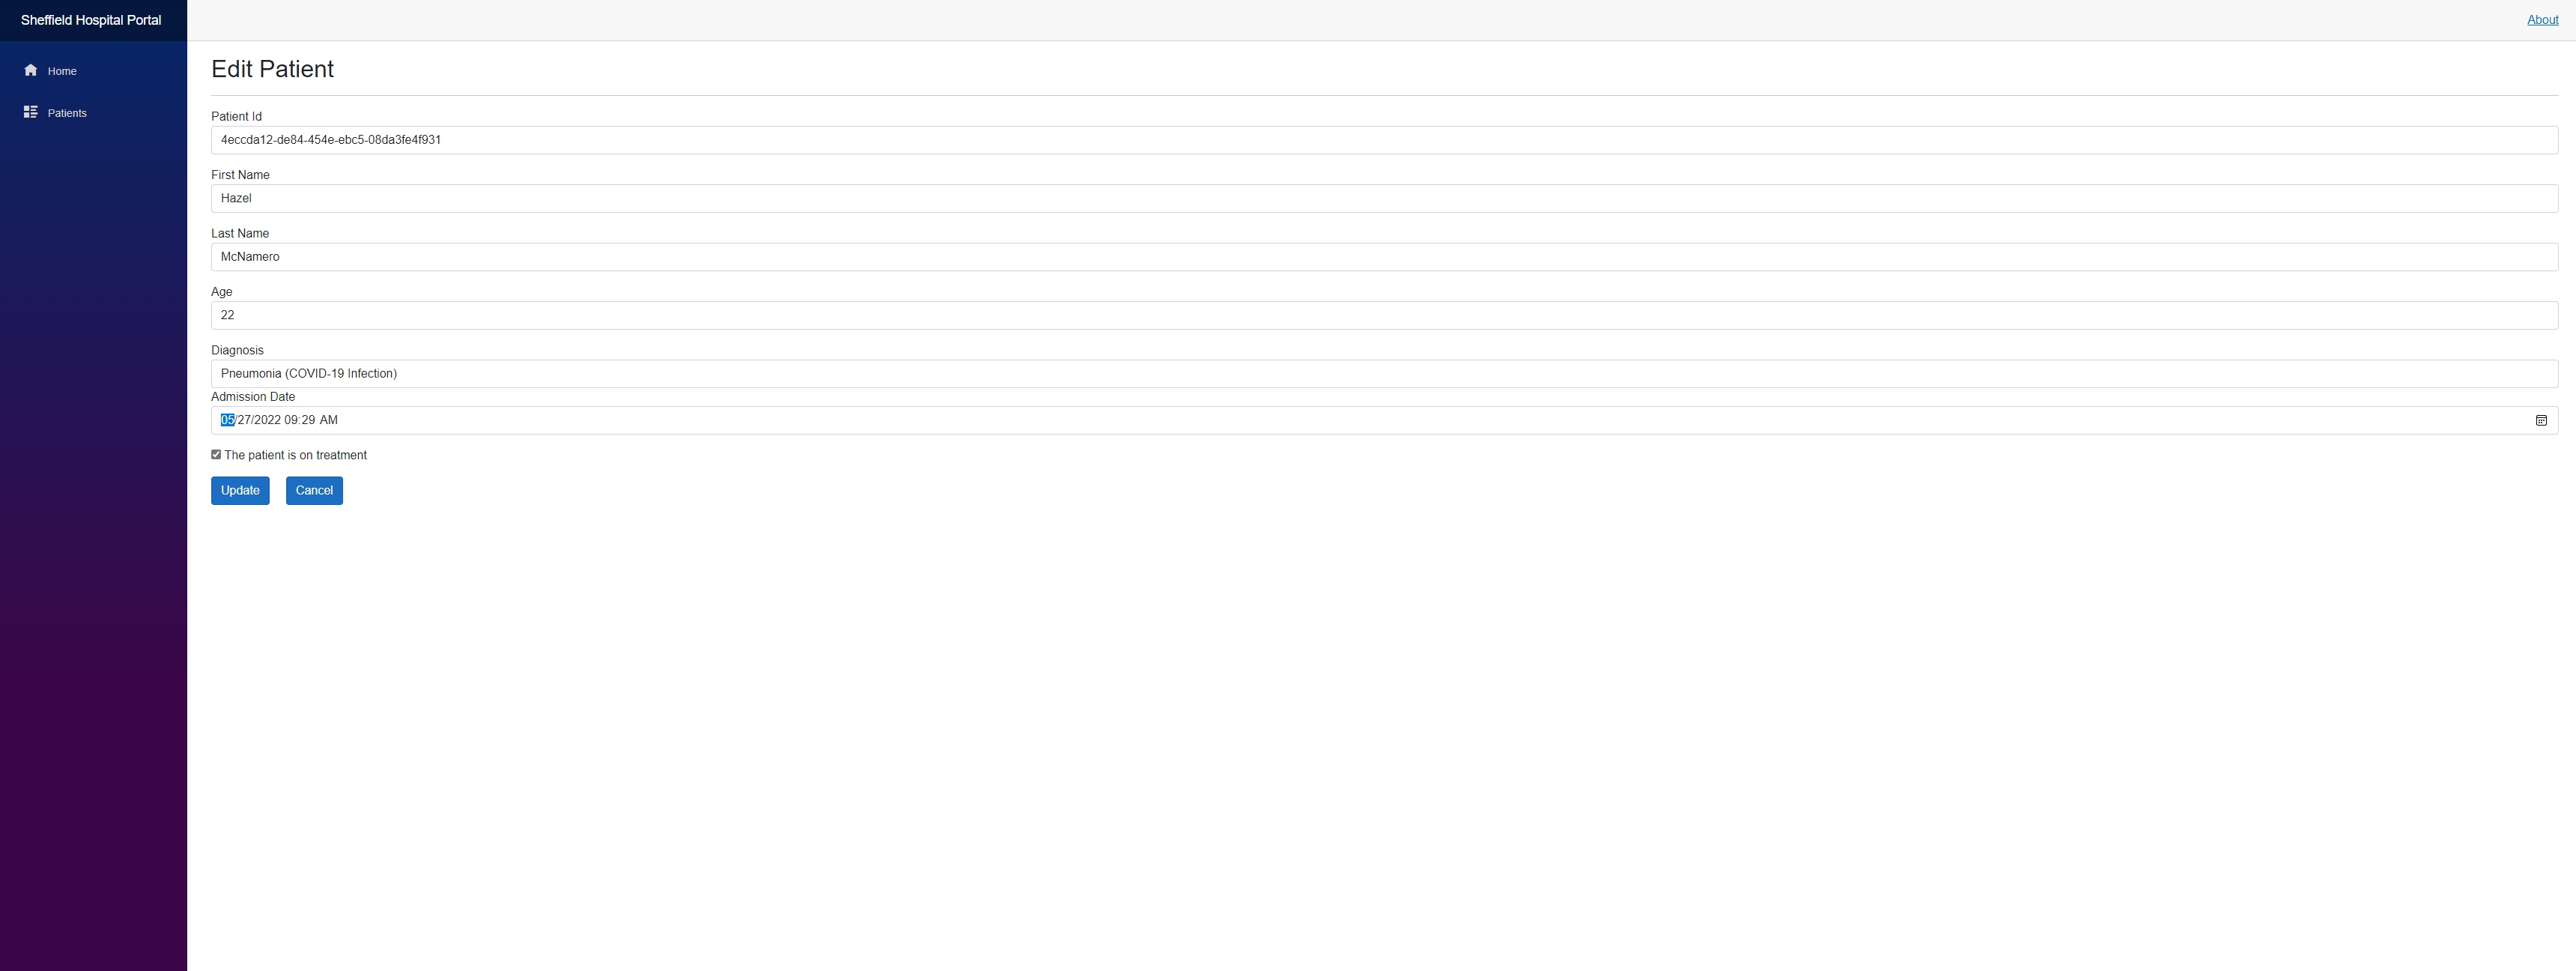 Sheffield Hospital Portal
About
Home
Patients
Edit Patient
Patient Id
4eccda12-de84-454e-ebc5-08da3fe4f931
First Name
Hazel
Last Name
McNamero
Age
22
Diagnosis
Pneumonia (COVID-19 Infection)
Admission Date
05/27/2022 09:29 AM
The patient is on treatment
Update
Cancel